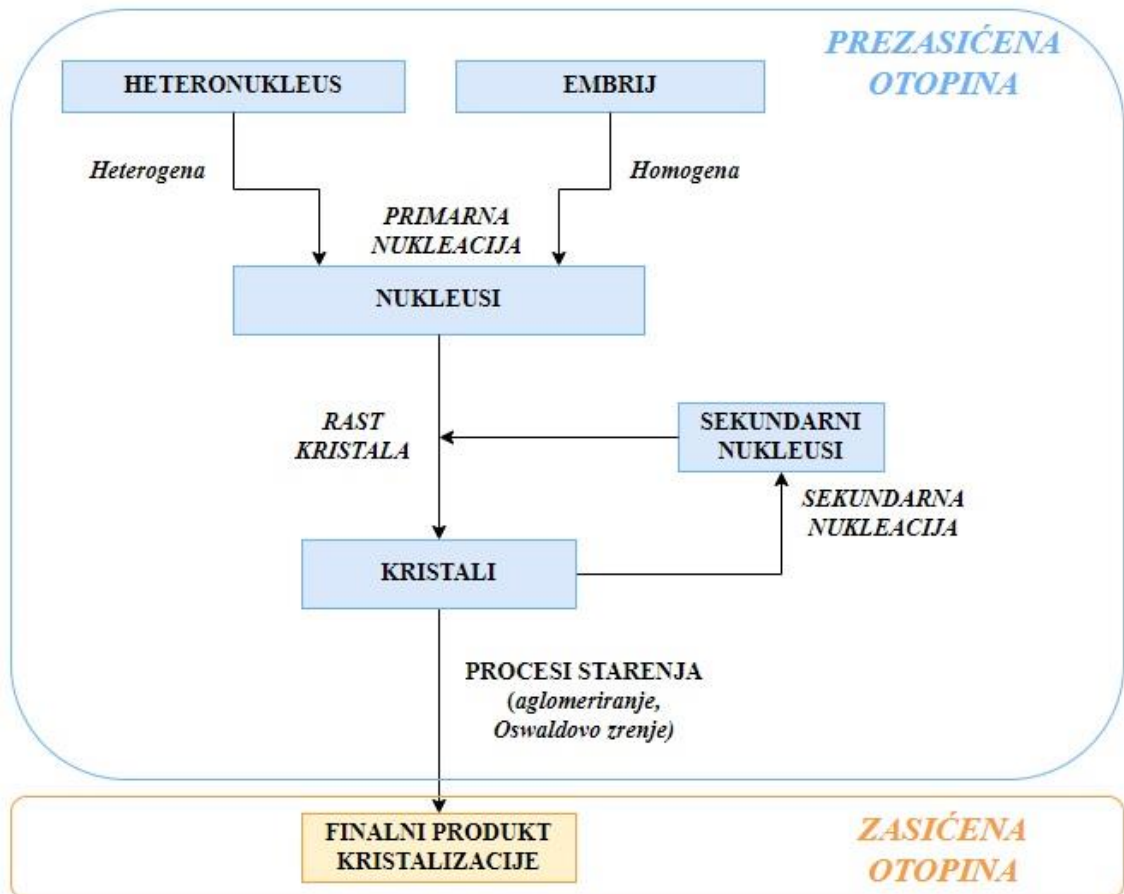 PREZASIĆENA
OTOPINA
HETERONUKLEUS
EMBRIJ
Heterogena
Homogena
PRIMARNA
NUKLEACIJA
NUKLEUSI
RAST
KRISTALA
SEKUNDARNI
NUKLEUSI
SEKUNDARNA
NUKLEACIJA
KRISTALI
PROCESI STARENJA
(aglomeriranje,
Oswaldovo zrenje)
FINALNI PRODUKT
KRISTALIZACIJE
ZASIĆENA
OTOPINA